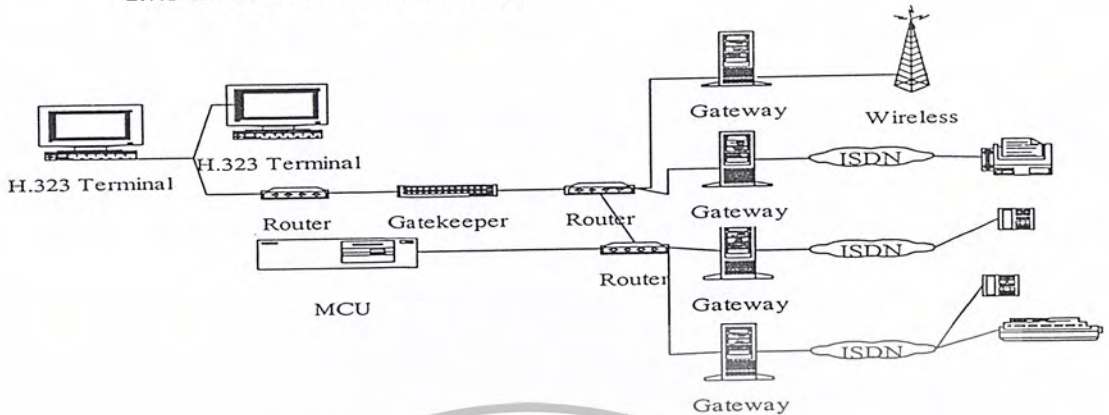 Gateway
Wireless
H.323 Terminal
H.323 Terminal
ISDN
Router
Gatekeeper
Router
Gateway
ISDN
Router
MCU
Gateway
ISDN
Gateway